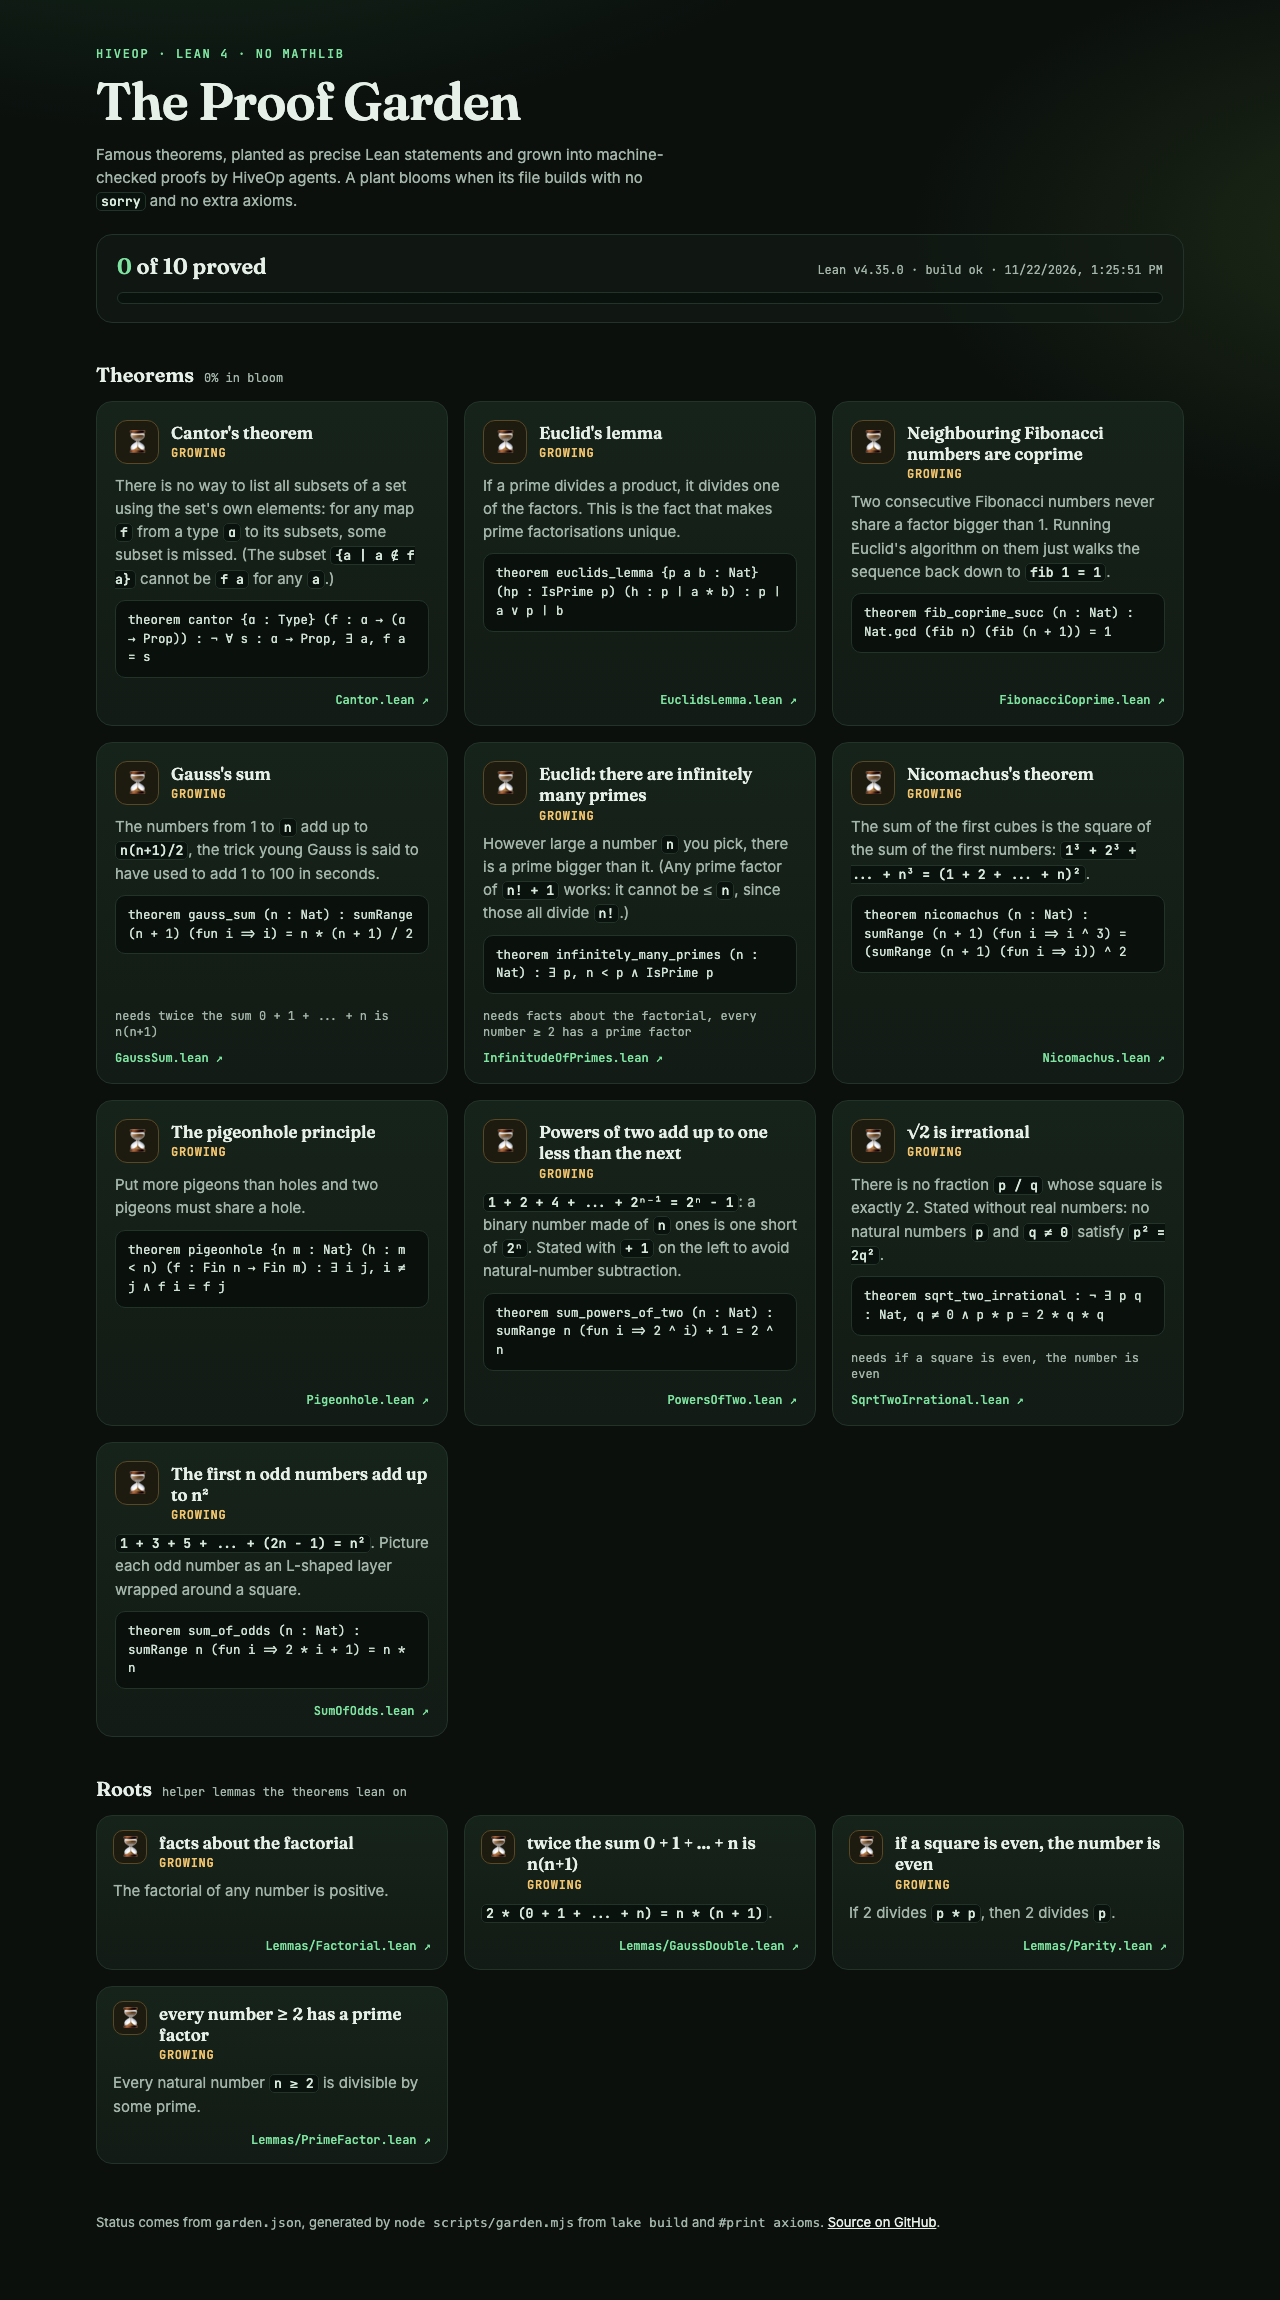 HIVEOP · LEAN 4 · NO MATHLIB
The Proof Garden
Famous theorems, planted as precise Lean statements and grown into machine-
checked proofs by HiveOp agents. A plant blooms when its file builds with no
sorry and no extra axioms.
0 of 10 proved
Lean v4.35.0 · build ok · 11/22/2026, 1:25:51 PM
Theorems 0% in bloom
Cantor's theorem
GROWING
There is no way to list all subsets of a set
using the set's own elements: for any map
f from a type α to its subsets, some
subset is missed. (The subset {a | a ∉ f
a} cannot be f a for any a.)
theorem cantor {α : Type} (f : α → (α
→ Prop)) : ¬ ∀ s : α → Prop, ∃ a, f a
= s
Cantor.lean ↗
Euclid's lemma
GROWING
If a prime divides a product, it divides one
of the factors. This is the fact that makes
prime factorisations unique.
theorem euclids_lemma {p a b : Nat}
(hp : IsPrime p) (h : p ∣ a * b) : p ∣
a ∨ p ∣ b
EuclidsLemma.lean ↗
Neighbouring Fibonacci
numbers are coprime
GROWING
Two consecutive Fibonacci numbers never
share a factor bigger than 1. Running
Euclid's algorithm on them just walks the
sequence back down to fib 1 = 1.
theorem fib_coprime_succ (n : Nat) :
Nat.gcd (fib n) (fib (n + 1)) = 1
FibonacciCoprime.lean ↗
Gauss's sum
GROWING
The numbers from 1 to n add up to
n(n+1)/2, the trick young Gauss is said to
have used to add 1 to 100 in seconds.
theorem gauss_sum (n : Nat) : sumRange
(n + 1) (fun i => i) = n * (n + 1) / 2
needs twice the sum 0 + 1 + ... + n is
n(n+1)
GaussSum.lean ↗
Euclid: there are infinitely
many primes
GROWING
However large a number n you pick, there
is a prime bigger than it. (Any prime factor
of n! + 1 works: it cannot be ≤ n, since
those all divide n!.)
theorem infinitely_many_primes (n :
Nat) : ∃ p, n < p ∧ IsPrime p
needs facts about the factorial, every
number ≥ 2 has a prime factor
InfinitudeOfPrimes.lean ↗
Nicomachus's theorem
GROWING
The sum of the first cubes is the square of
the sum of the first numbers: 1³ + 2³ +
... + n³ = (1 + 2 + ... + n)².
theorem nicomachus (n : Nat) :
sumRange (n + 1) (fun i => i ^ 3) =
(sumRange (n + 1) (fun i => i)) ^ 2
Nicomachus.lean ↗
The pigeonhole principle
GROWING
Put more pigeons than holes and two
pigeons must share a hole.
theorem pigeonhole {n m : Nat} (h : m
< n) (f : Fin n → Fin m) : ∃ i j, i ≠
j ∧ f i = f j
Pigeonhole.lean ↗
Powers of two add up to one
less than the next
GROWING
1 + 2 + 4 + ... + 2ⁿ⁻¹ = 2ⁿ - 1: a
binary number made of n ones is one short
of 2ⁿ. Stated with + 1 on the left to avoid
natural-number subtraction.
theorem sum_powers_of_two (n : Nat) :
sumRange n (fun i => 2 ^ i) + 1 = 2 ^
n
PowersOfTwo.lean ↗
√2 is irrational
GROWING
There is no fraction p / q whose square is
exactly 2. Stated without real numbers: no
natural numbers p and q ≠ 0 satisfy p² =
2q².
theorem sqrt_two_irrational : ¬ ∃ p q
: Nat, q ≠ 0 ∧ p * p = 2 * q * q
needs if a square is even, the number is
even
SqrtTwoIrrational.lean ↗
The first n odd numbers add up
to n²
GROWING
1 + 3 + 5 + ... + (2n - 1) = n². Picture
each odd number as an L-shaped layer
wrapped around a square.
theorem sum_of_odds (n : Nat) :
sumRange n (fun i => 2 * i + 1) = n *
n
SumOfOdds.lean ↗
Roots helper lemmas the theorems lean on
facts about the factorial
GROWING
The factorial of any number is positive.
Lemmas/Factorial.lean ↗
twice the sum 0 + 1 + ... + n is
n(n+1)
GROWING
2 * (0 + 1 + ... + n) = n * (n + 1).
Lemmas/GaussDouble.lean ↗
if a square is even, the number is
even
GROWING
If 2 divides p * p, then 2 divides p.
Lemmas/Parity.lean ↗
every number ≥ 2 has a prime
factor
GROWING
Every natural number n ≥ 2 is divisible by
some prime.
Lemmas/PrimeFactor.lean ↗
Status comes from garden.json, generated by node scripts/garden.mjs from lake build and #print axioms. Source on GitHub.